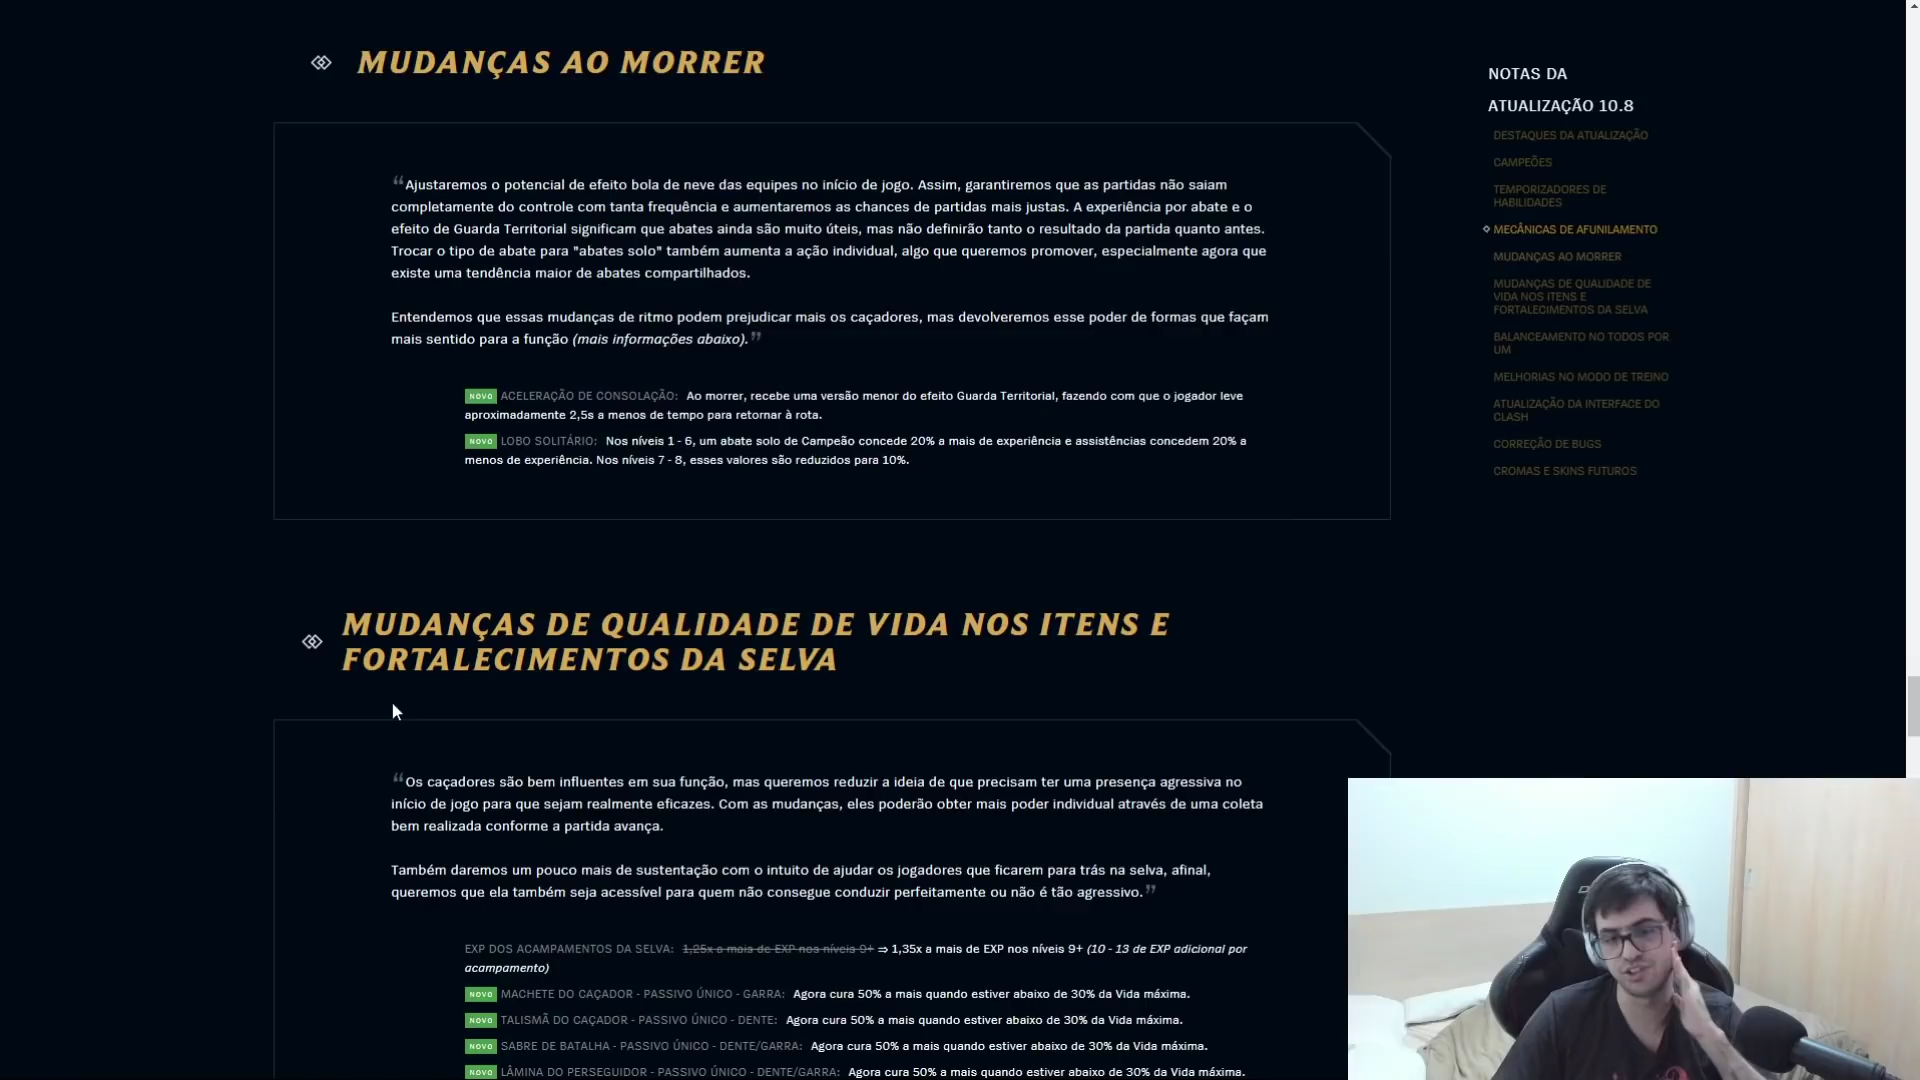 MUDANÇAS AO MORRER
“Ajustaremos o potencial de efeito bola de neve das equipes no início de jogo. Assim, garantiremos que as partidas não saiam
completamente do controle com tanta frequência e aumentaremos as chances de partidas mais justas. A experiência por abate e o
efeito de Guarda Territorial significam que abates ainda são muito úteis, mas não definirão tanto o resultado da partida quanto antes.
Trocar o tipo de abate para "abates solo" também aumenta a ação individual, algo que queremos promover, especialmente agora que
existe uma tendência maior de abates compartilhados.
Entendemos que essas mudanças de ritmo podem prejudicar mais os caçadores, mas devolveremos esse poder de formas que façam
mais sentido para a função (mais informações abaixo).”
NOVO ACELERAÇÃO DE CONSOLAÇÃO: Ao morrer, recebe uma versão menor do efeito Guarda Territorial, fazendo com que o jogador leve
aproximadamente 2,5s a menos de tempo para retornar à rota.
NOVO LOBO SOLITÁRIO: Nos níveis 1 - 6, um abate solo de Campeão concede 20% a mais de experiência e assistências concedem 20% a
menos de experiência. Nos níveis 7 - 8, esses valores são reduzidos para 10%.
MUDANÇAS DE QUALIDADE DE VIDA NOS ITENS E
FORTALECIMENTOS DA SELVA
“Os caçadores são bem influentes em sua função, mas queremos reduzir a ideia de que precisam ter uma presença agressiva no
início de jogo para que sejam realmente eficazes. Com as mudanças, eles poderão obter mais poder individual através de uma coleta
bem realizada conforme a partida avança.
Também daremos um pouco mais de sustentação com o intuito de ajudar os jogadores que ficarem para trás na selva, afinal,
queremos que ela também seja acessível para quem não consegue conduzir perfeitamente ou não é tão agressivo.”
EXP DOS ACAMPAMENTOS DA SELVA: 1,25x a mais de EXP nos níveis 9+ ⇒ 1,35x a mais de EXP nos níveis 9+ (10 - 13 de EXP adicional por
acampamento)
NOVO MACHETE DO CAÇADOR - PASSIVO ÚNICO - GARRA: Agora cura 50% a mais quando estiver abaixo de 30% da Vida máxima.
NOVO TALISMÃ DO CAÇADOR - PASSIVO ÚNICO - DENTE: Agora cura 50% a mais quando estiver abaixo de 30% da Vida máxima.
NOVO SABRE DE BATALHA - PASSIVO ÚNICO - DENTE/GARRA: Agora cura 50% a mais quando estiver abaixo de 30% da Vida máxima.
NOVO LÂMINA DO PERSEGUIDOR - PASSIVO ÚNICO - DENTE/GARRA: Agora cura 50% a mais quando estiver abaixo de 30% da Vida máxima.
NOTAS DA
ATUALIZAÇÃO 10.8
DESTAQUES DA ATUALIZAÇÃO
CAMPEÕES
TEMPORIZADORES DE
HABILIDADES
MECÂNICAS DE AFUNILAMENTO
MUDANÇAS AO MORRER
MUDANÇAS DE QUALIDADE DE
VIDA NOS ITENS E
FORTALECIMENTOS DA SELVA
BALANCEAMENTO NO TODOS POR
UM
MELHORIAS NO MODO DE TREINO
ATUALIZAÇÃO DA INTERFACE DO
CLASH
CORREÇÃO DE BUGS
CROMAS E SKINS FUTUROS